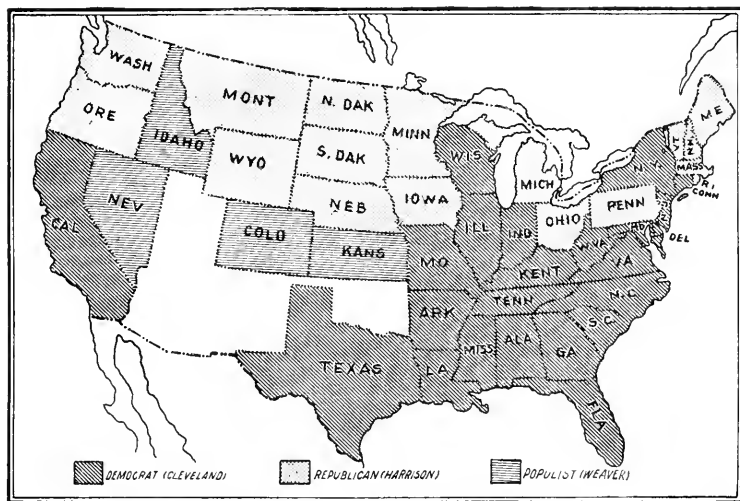 WASH
ORE
IDAHO
MONT
WYO
N. DAK
S. DAK
NEB
MINN
IOWA
WIS
MICH
ILL
IND
OHIO
PENN
N.Y.
VT
N.H
ME
MASS
R.I
CONN
N.J.
DEL
MD
W.VA
VA
CAL
NEV
COLO
KANS
MO
KENT
TENN
N.C.
S.C.
ARK
MISS
ALA
GA
LA
TEXAS
FLA
DEMOCRAT (CLEVELAND)
REPUBLICAN (HARRISON)
POPULIST (WEAVER)